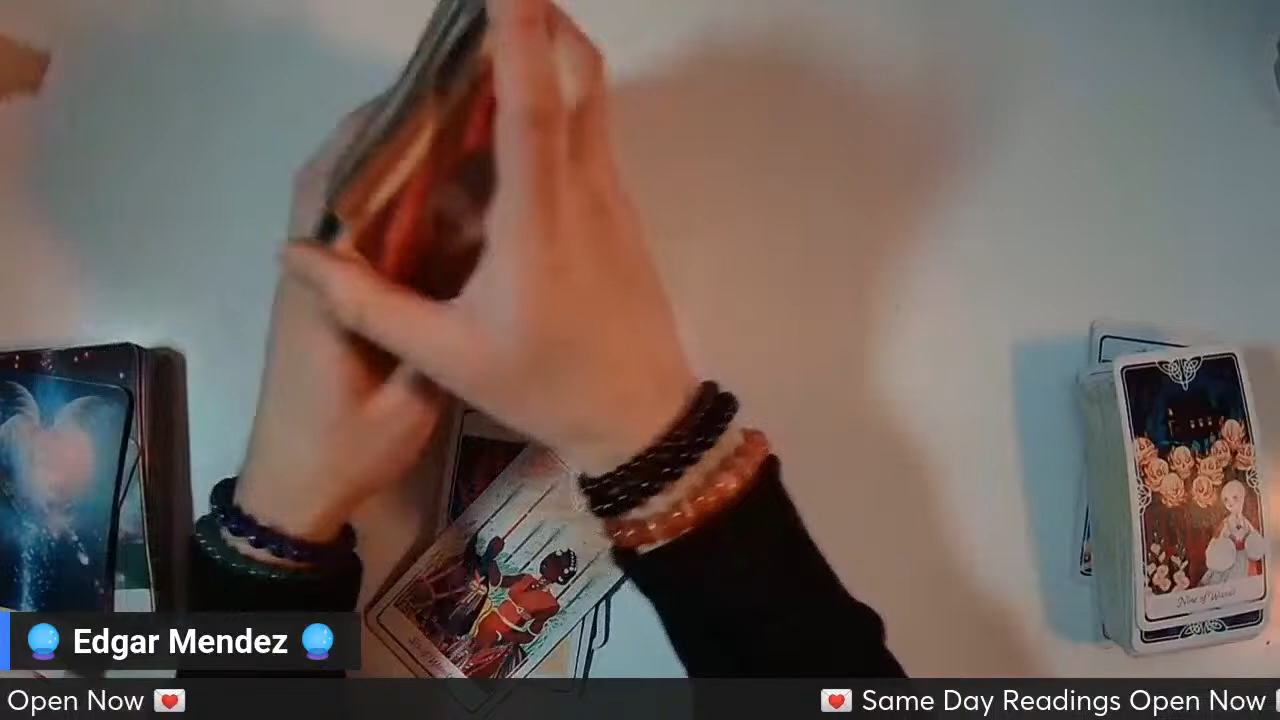 Nine of Wands
🔮 Edgar Mendez 🔮
Open Now 💌 💌 Same Day Readings Open Now